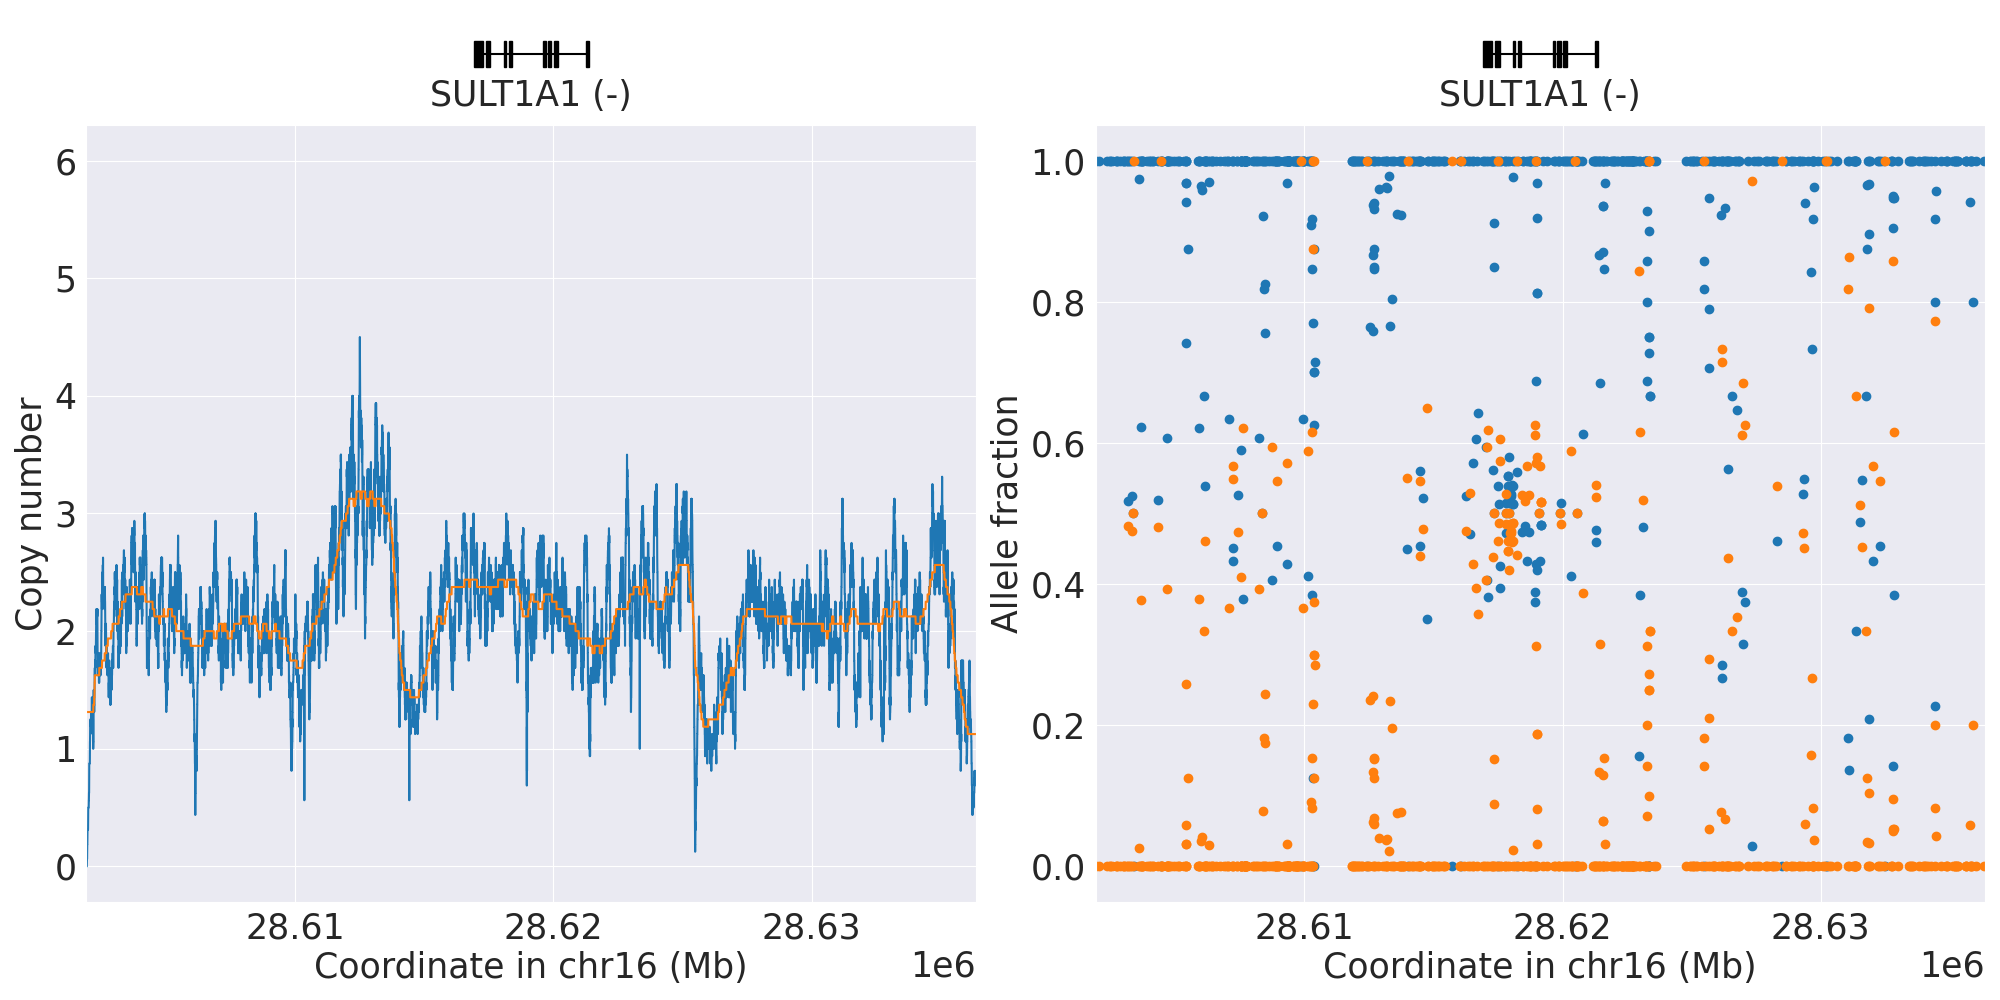 SULT1A1 (-)
6
5
4
3
2
1
0
Copy number
28.61
28.62
28.63
Coordinate in chr16 (Mb)
1e6
SULT1A1 (-)
1.0
0.8
0.6
0.4
0.2
0.0
Allele fraction
28.61
28.62
28.63
Coordinate in chr16 (Mb)
1e6